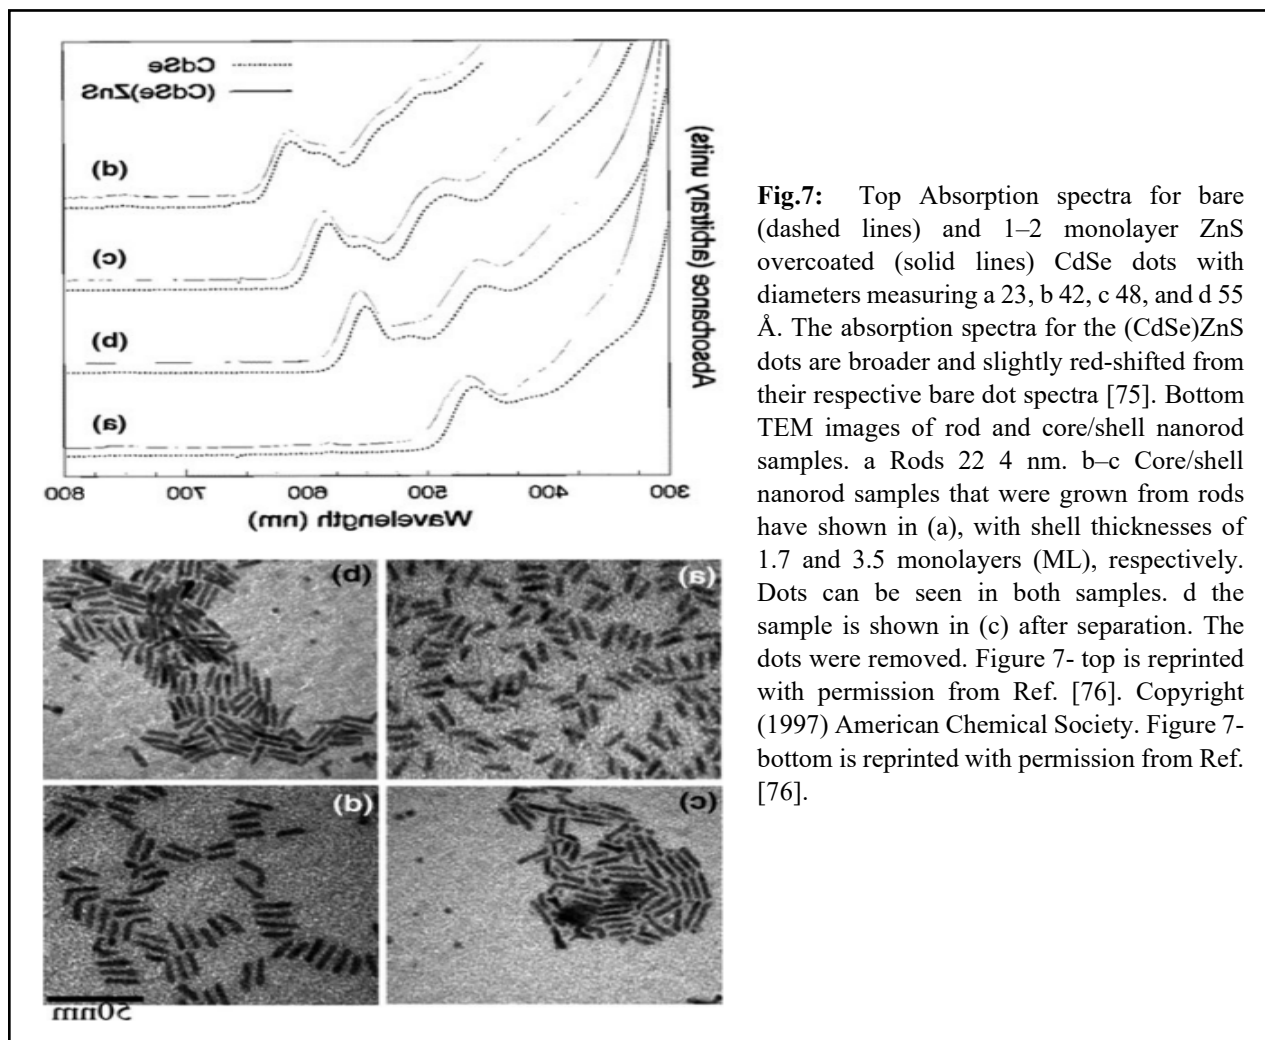 CdSe
(CdSe)ZnS
(d)
(c)
(b)
(a)
Absorbance (arbitrary units)
800 700 600 500 400 300
Wavelength (nm)
(b)
(a)
(d)
(c)
50nm
Fig.7: Top Absorption spectra for bare
(dashed lines) and 1–2 monolayer ZnS
overcoated (solid lines) CdSe dots with
diameters measuring a 23, b 42, c 48, and d 55
Å. The absorption spectra for the (CdSe)ZnS
dots are broader and slightly red-shifted from
their respective bare dot spectra [75]. Bottom
TEM images of rod and core/shell nanorod
samples. a Rods 22 4 nm. b–c Core/shell
nanorod samples that were grown from rods
have shown in (a), with shell thicknesses of
1.7 and 3.5 monolayers (ML), respectively.
Dots can be seen in both samples. d the
sample is shown in (c) after separation. The
dots were removed. Figure 7- top is reprinted
with permission from Ref. [76]. Copyright
(1997) American Chemical Society. Figure 7-
bottom is reprinted with permission from Ref.
[76].